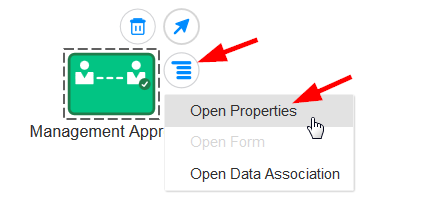 Management Appr
Open Properties
Open Form
Open Data Association